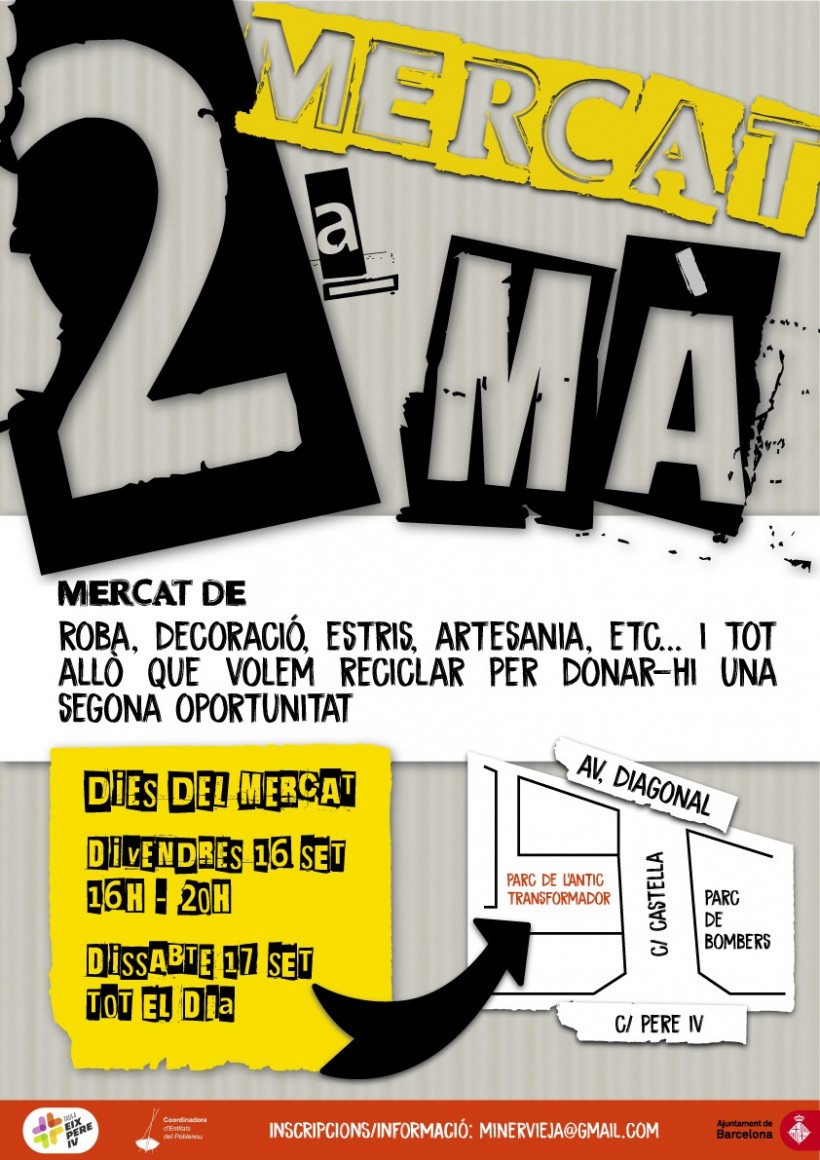 MERCAT
2ª MÀ
MERCAT DE
ROBA, DECORACIÓ, ESTRIS, ARTESANIA, ETC... I TOT
ALLÒ QUE VOLEM RECICLAR PER DONAR-HI UNA
SEGONA OPORTUNITAT
DIES DEL MERCAT
DIVENDRES 16 SET
16H - 20H
DISSABTE 17 SET
TOT EL DIa
AV, DIAGONAL
PARC DE L'ANTIC
TRANSFORMADOR
C/ CASTELLA
PARC
DE
BOMBERS
C/ PERE IV
TAULA
EIX
PERE
IV
Coordinadora
d'Entitats
del Poblenou
INSCRIPCIONS/INFORMACIÓ: MINERVIEJA@GMAIL.COM
Ajuntament de
Barcelona